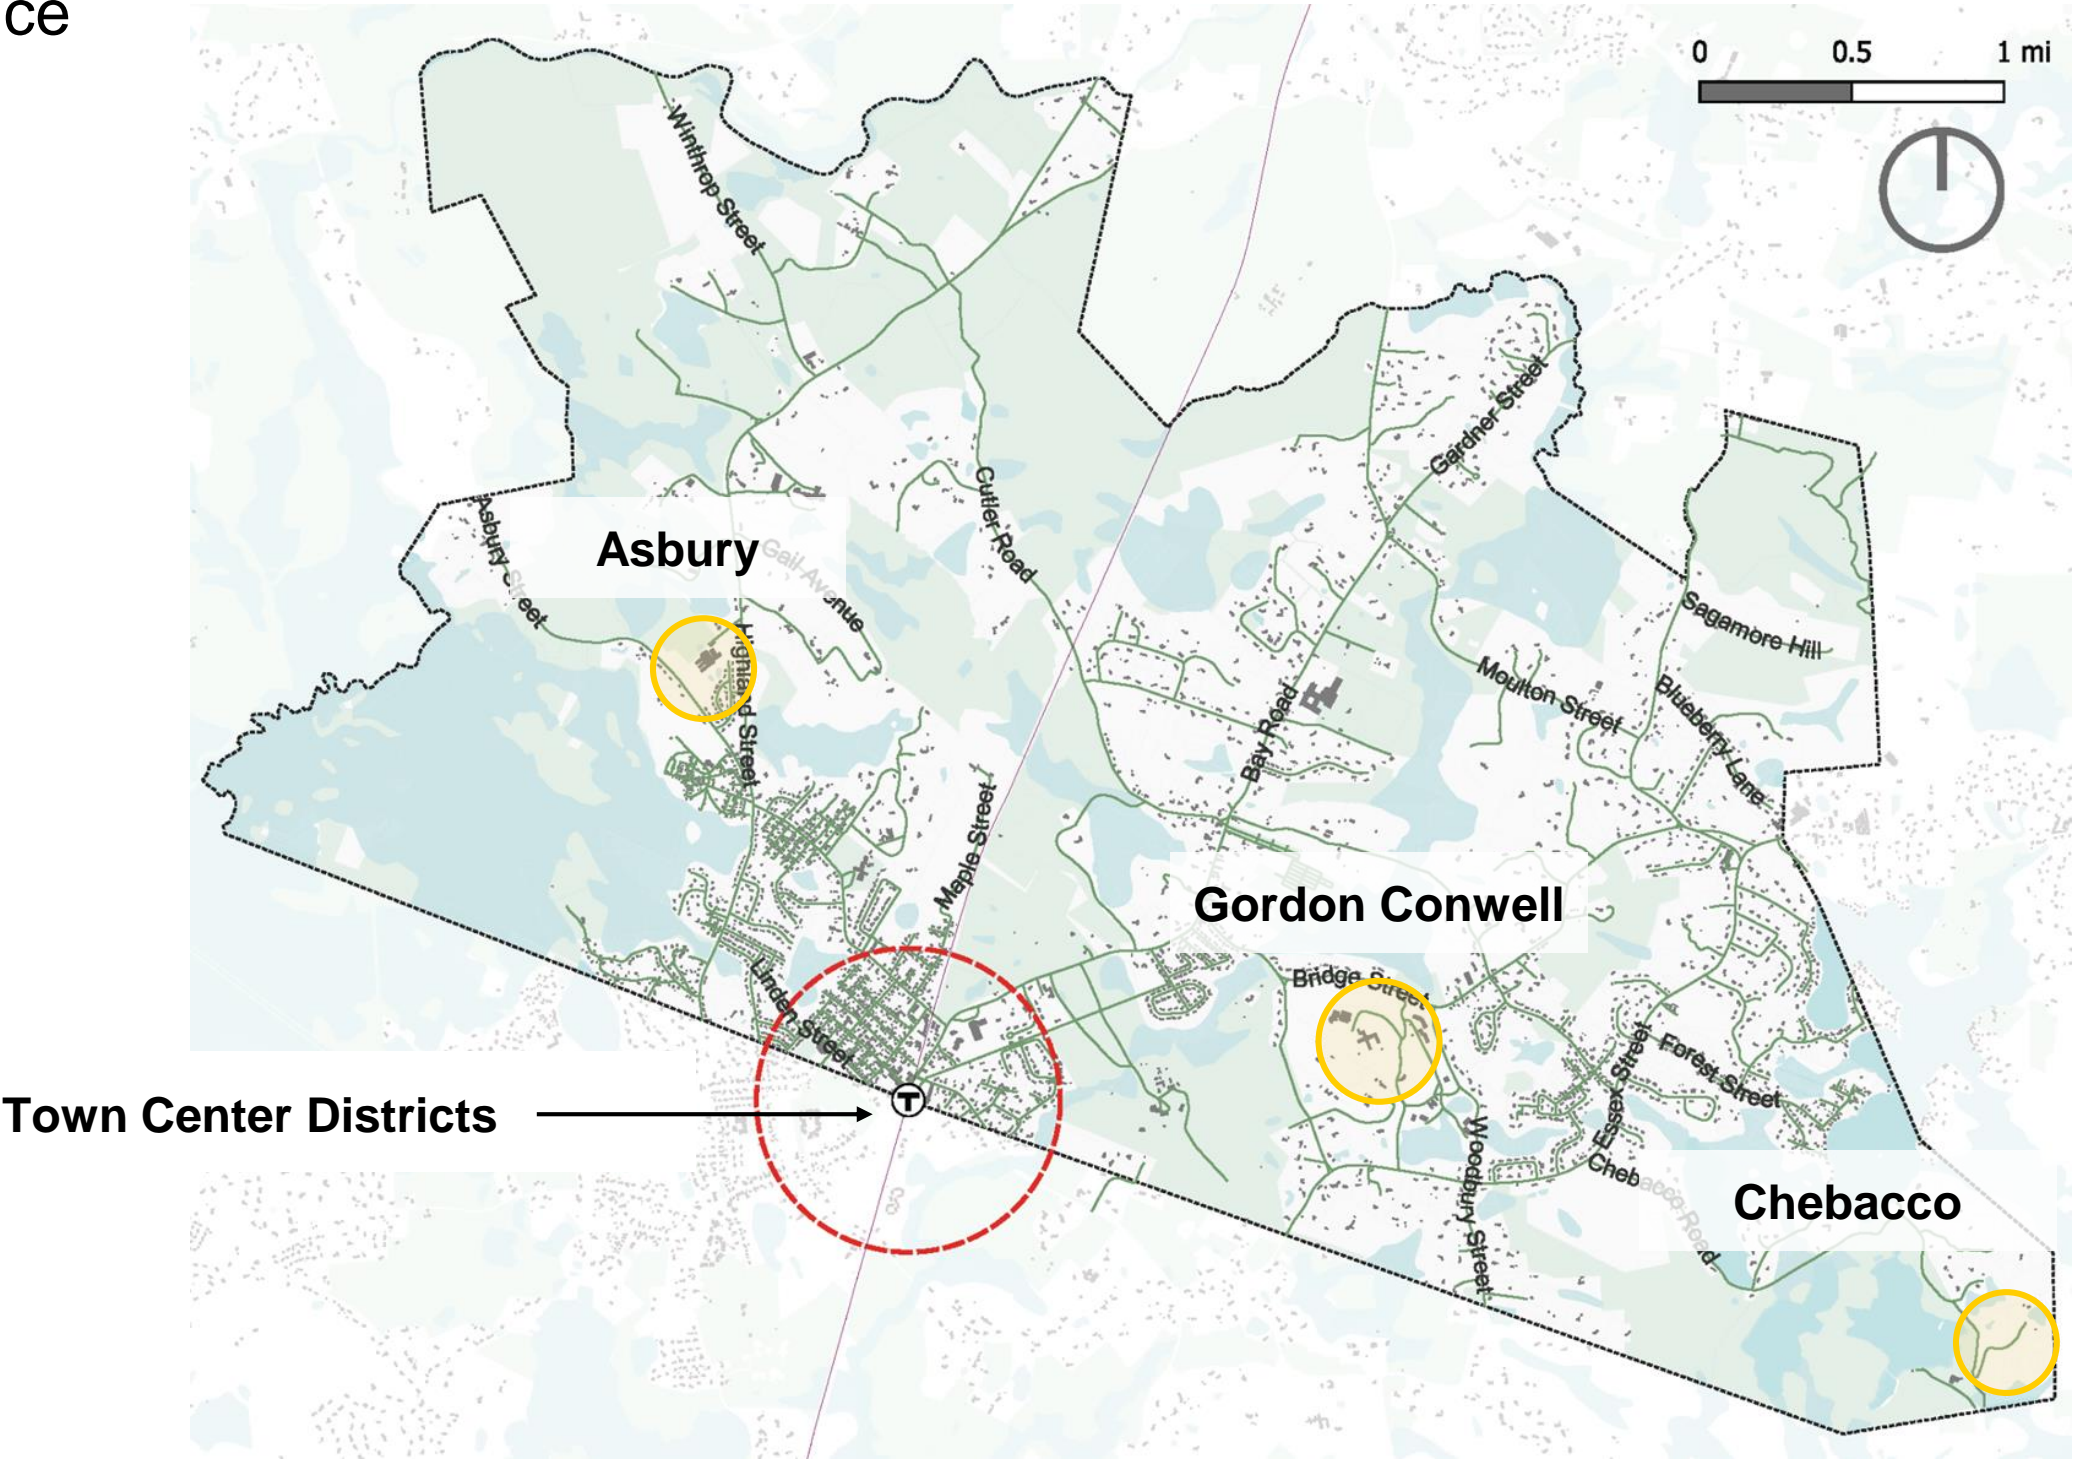 ce
0 0.5 1 mi
Winthrop Street
Gardner Street
Cutler Road
Asbury Street
Asbury
Gail Avenue
Sagamore Hill
Highland Street
Moulton Street
Blueberry Lane
Bay Road
Maple Street
Gordon Conwell
Linden Street
Bridge Street
Essex Street
Forest Street
Town Center Districts
T
Woodbury Street
Chebacco Road
Chebacco